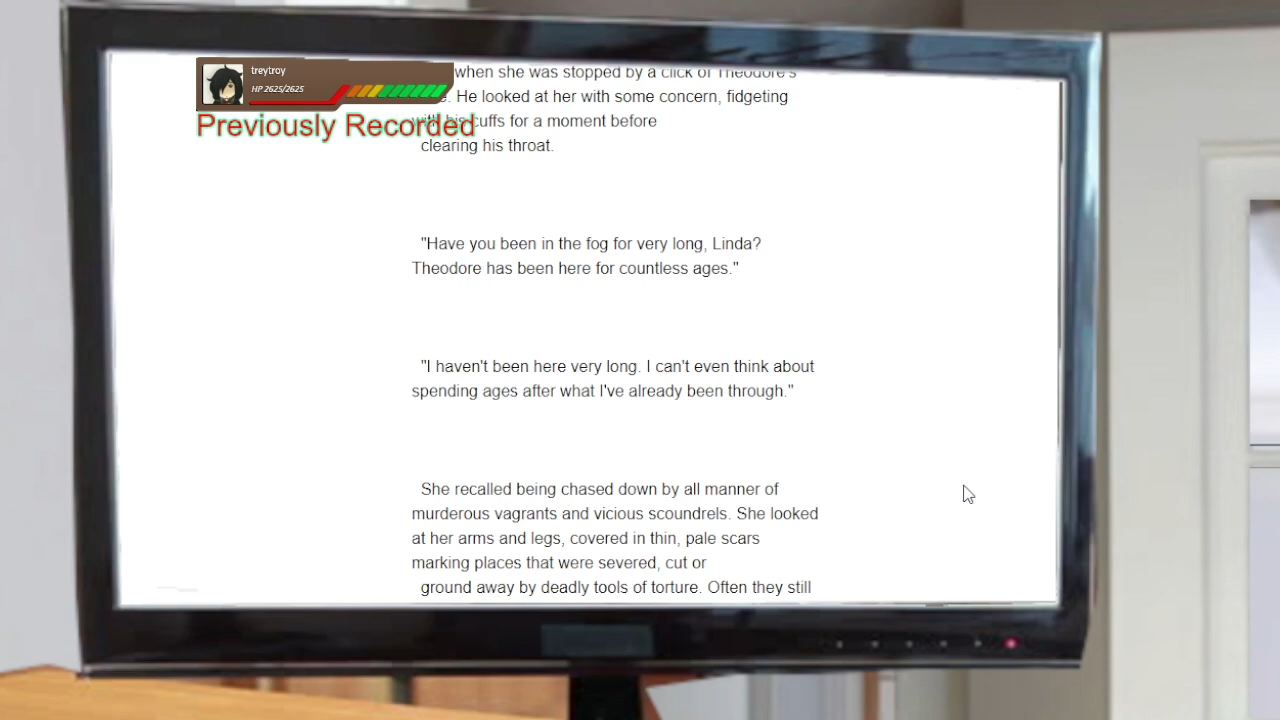 treytroy
HP 2625/2625
Previously Recorded
when she was stopped by a click of Theodore's
He looked at her with some concern, fidgeting
with his cuffs for a moment before
clearing his throat.
"Have you been in the fog for very long, Linda?
Theodore has been here for countless ages."
"I haven't been here very long. I can't even think about
spending ages after what I've already been through."
She recalled being chased down by all manner of
murderous vagrants and vicious scoundrels. She looked
at her arms and legs, covered in thin, pale scars
marking places that were severed, cut or
ground away by deadly tools of torture. Often they still